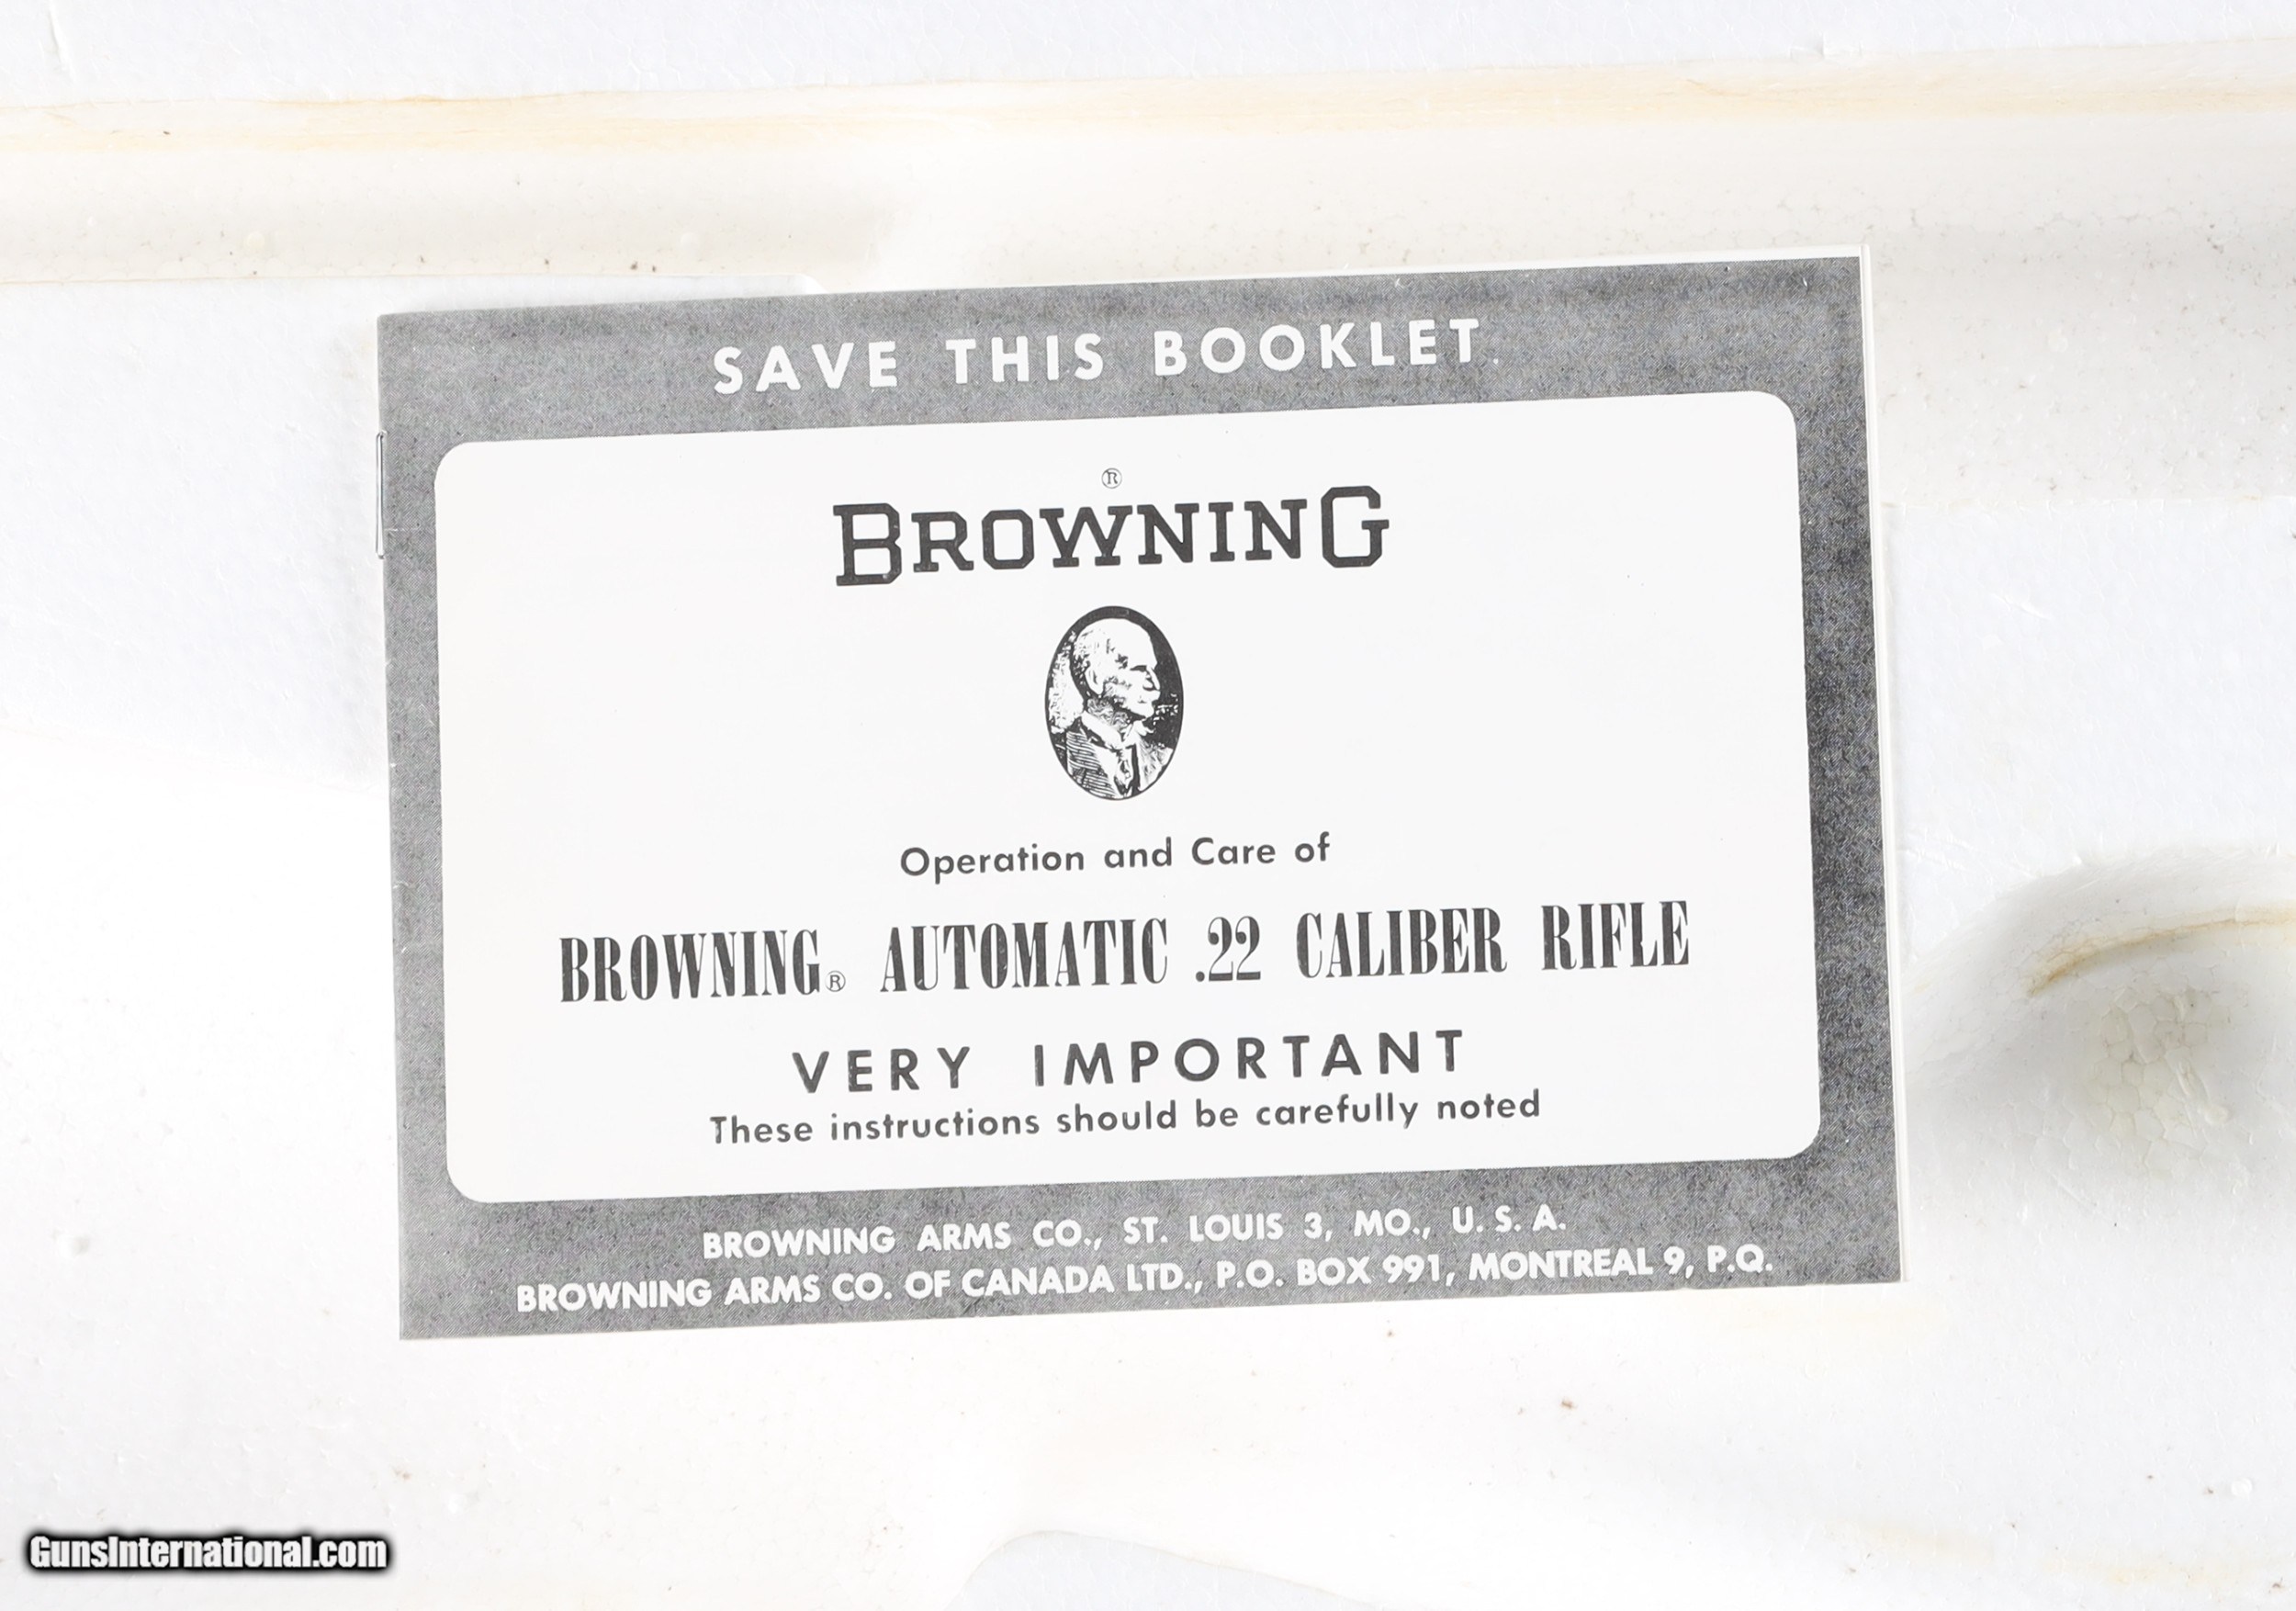 SAVE THIS BOOKLET
®
BROWNING
Operation and Care of
BROWNING® AUTOMATIC .22 CALIBER RIFLE
VERY IMPORTANT
These instructions should be carefully noted
BROWNING ARMS CO., ST. LOUIS 3, MO., U. S. A.
BROWNING ARMS CO. OF CANADA LTD., P.O. BOX 991, MONTREAL 9, P.Q.
GunsInternational.com